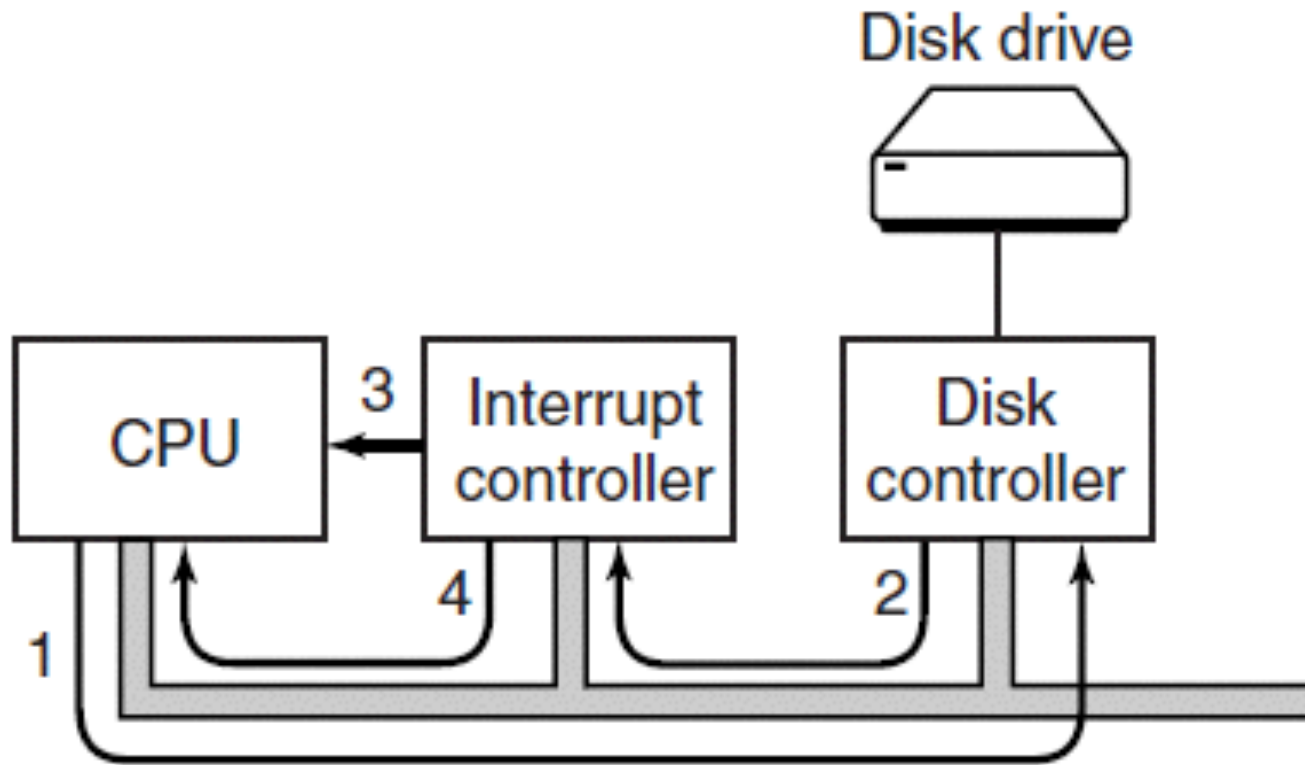 Disk drive
CPU
3
Interrupt
controller
Disk
controller
1
4
2